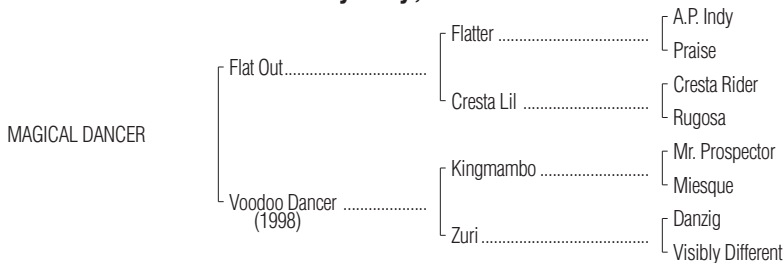 A.P. Indy
Flatter ............................................
Praise
Flat Out.................................
Cresta Rider
Cresta Lil .....................................
Rugosa
MAGICAL DANCER
Mr. Prospector
Kingmambo ................................
Miesque
Voodoo Dancer ...................
(1998)
Danzig
Zuri.................................................
Visibly Different